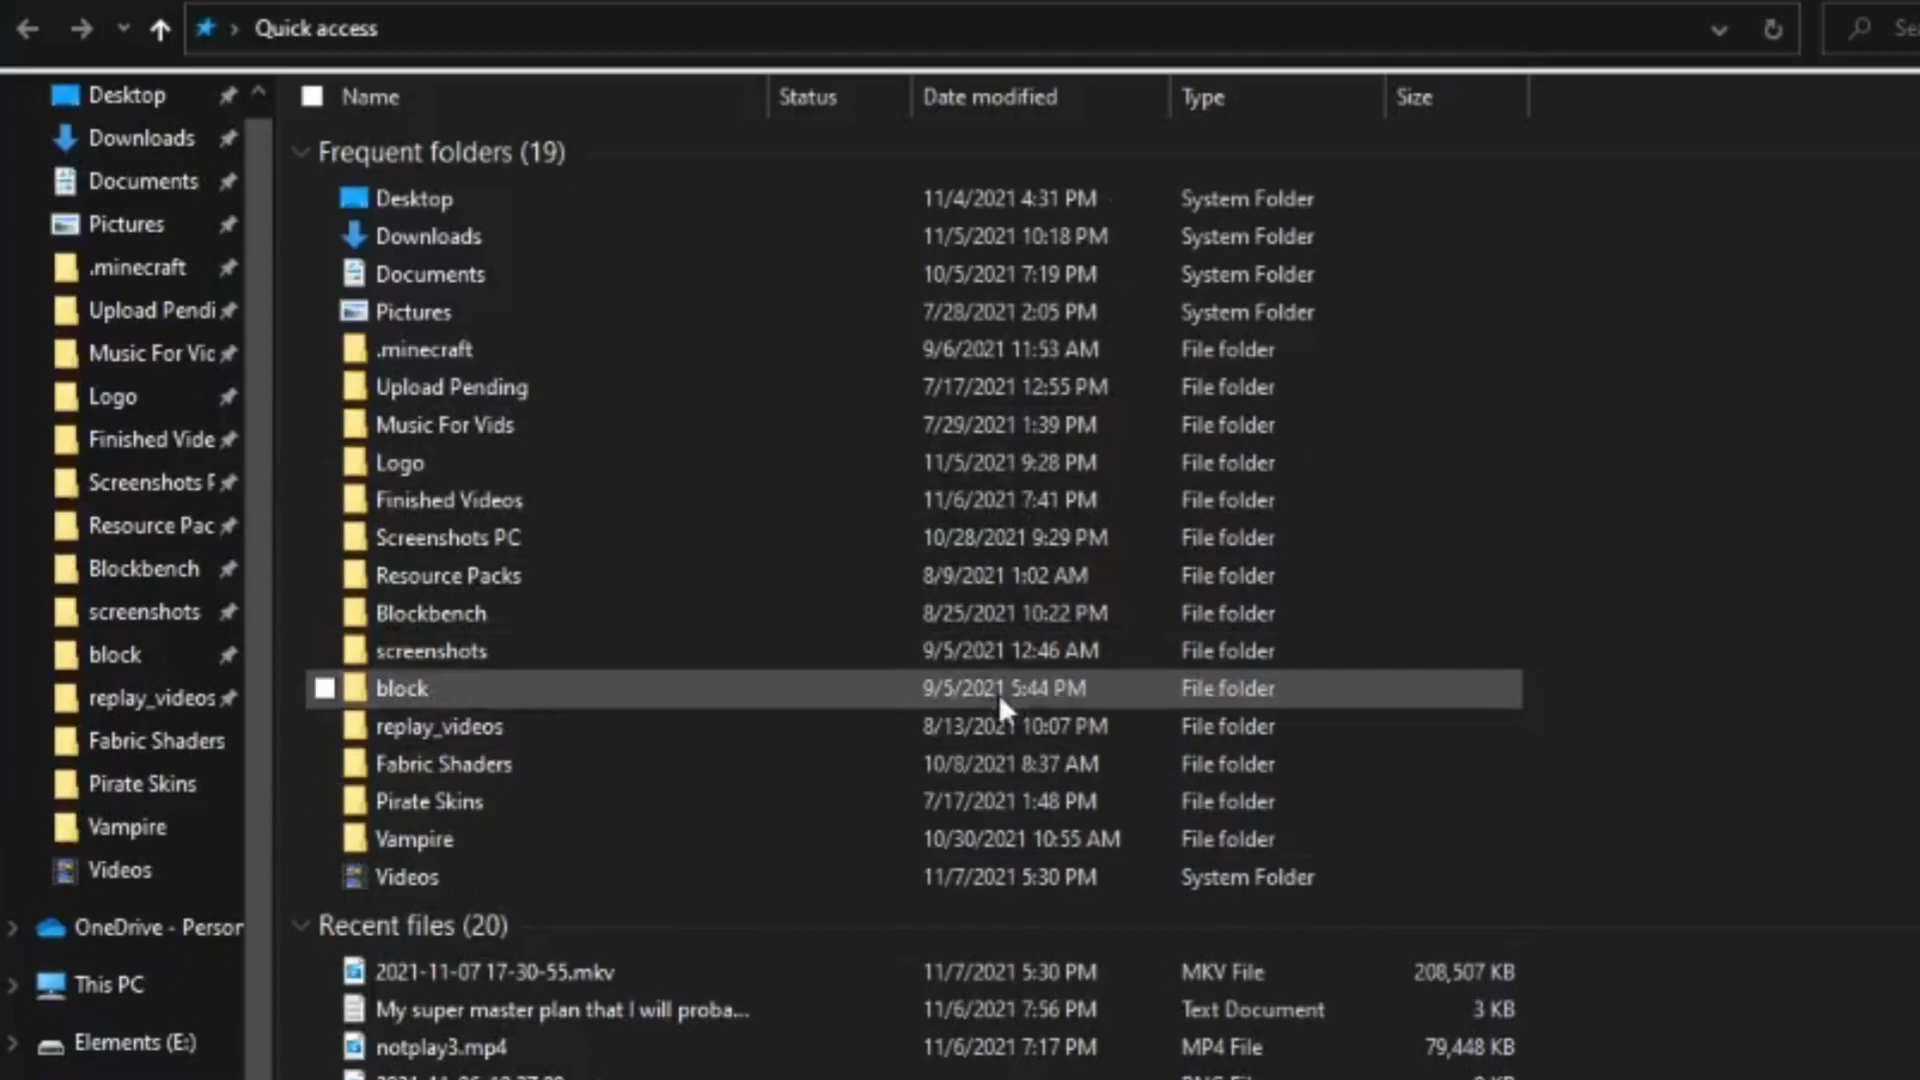 Quick access
Name Status Date modified Type Size
Desktop
Downloads
Documents
Pictures
.minecraft
Upload Pendi
Music For Vic
Logo
Finished Vide
Screenshots
Resource Pac
Blockbench
screenshots
block
replay_videos
Fabric Shaders
Pirate Skins
Vampire
Videos
OneDrive - Person
This PC
Elements (E:)
Frequent folders (19)
Desktop 11/4/2021 4:31 PM System Folder
Downloads 11/5/2021 10:18 PM System Folder
Documents 10/5/2021 7:19 PM System Folder
Pictures 7/28/2021 2:05 PM System Folder
.minecraft 9/6/2021 11:53 AM File folder
Upload Pending 7/17/2021 12:55 PM File folder
Music For Vids 7/29/2021 1:39 PM File folder
Logo 11/5/2021 9:28 PM File folder
Finished Videos 11/6/2021 7:41 PM File folder
Screenshots PC 10/28/2021 9:29 PM File folder
Resource Packs 8/9/2021 1:02 AM File folder
Blockbench 8/25/2021 10:22 PM File folder
screenshots 9/5/2021 12:46 AM File folder
block 9/5/2021 5:44 PM File folder
replay_videos 8/13/2021 10:07 PM File folder
Fabric Shaders 10/8/2021 8:37 AM File folder
Pirate Skins 7/17/2021 1:48 PM File folder
Vampire 10/30/2021 10:55 AM File folder
Videos 11/7/2021 5:30 PM System Folder
Recent files (20)
2021-11-07 17-30-55.mkv 11/7/2021 5:30 PM MKV File 208,507 KB
My super master plan that I will proba... 11/6/2021 7:56 PM Text Document 3 KB
notplay3.mp4 11/6/2021 7:17 PM MP4 File 79,448 KB